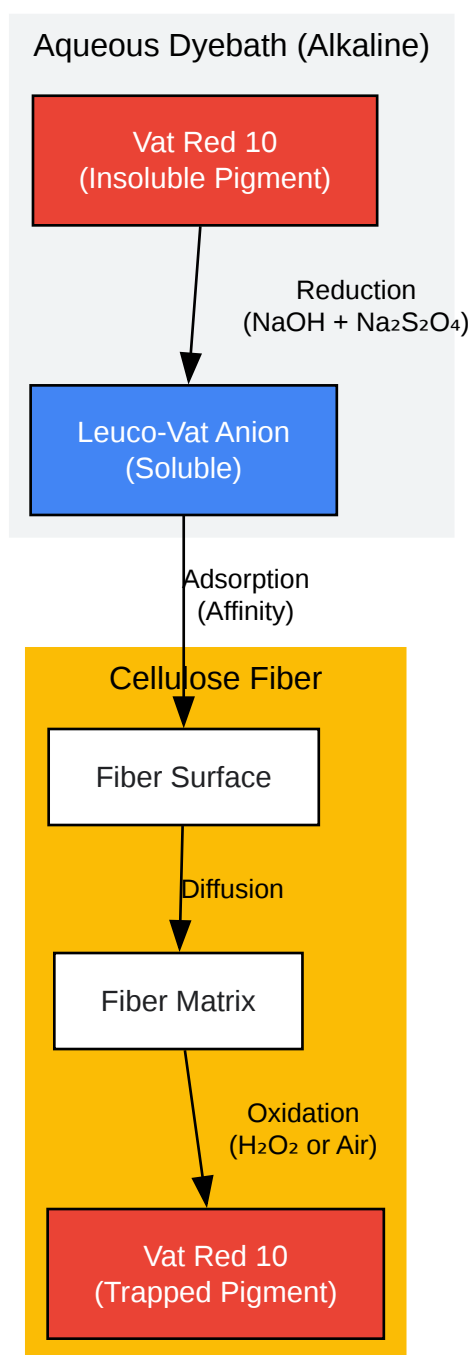 Aqueous Dyebath (Alkaline)
Vat Red 10
(Insoluble Pigment)
Reduction
(NaOH + Na₂S₂O₄)
Leuco-Vat Anion
(Soluble)
Adsorption
(Affinity)
Cellulose Fiber
Fiber Surface
Diffusion
Fiber Matrix
Oxidation
(H₂O₂ or Air)
Vat Red 10
(Trapped Pigment)